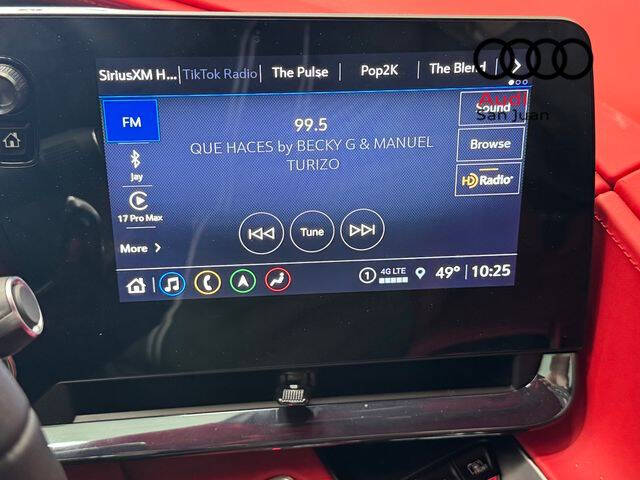 SiriusXM H... TikTok Radio The Pulse Pop2K The Blend
Audi
San Juan
FM
99.5
Sound
QUE HACES by BECKY G & MANUEL
TURIZO
Browse
Jay
HD Radio
17 Pro Max
Tune
More
1 4G LTE 49° 10:25